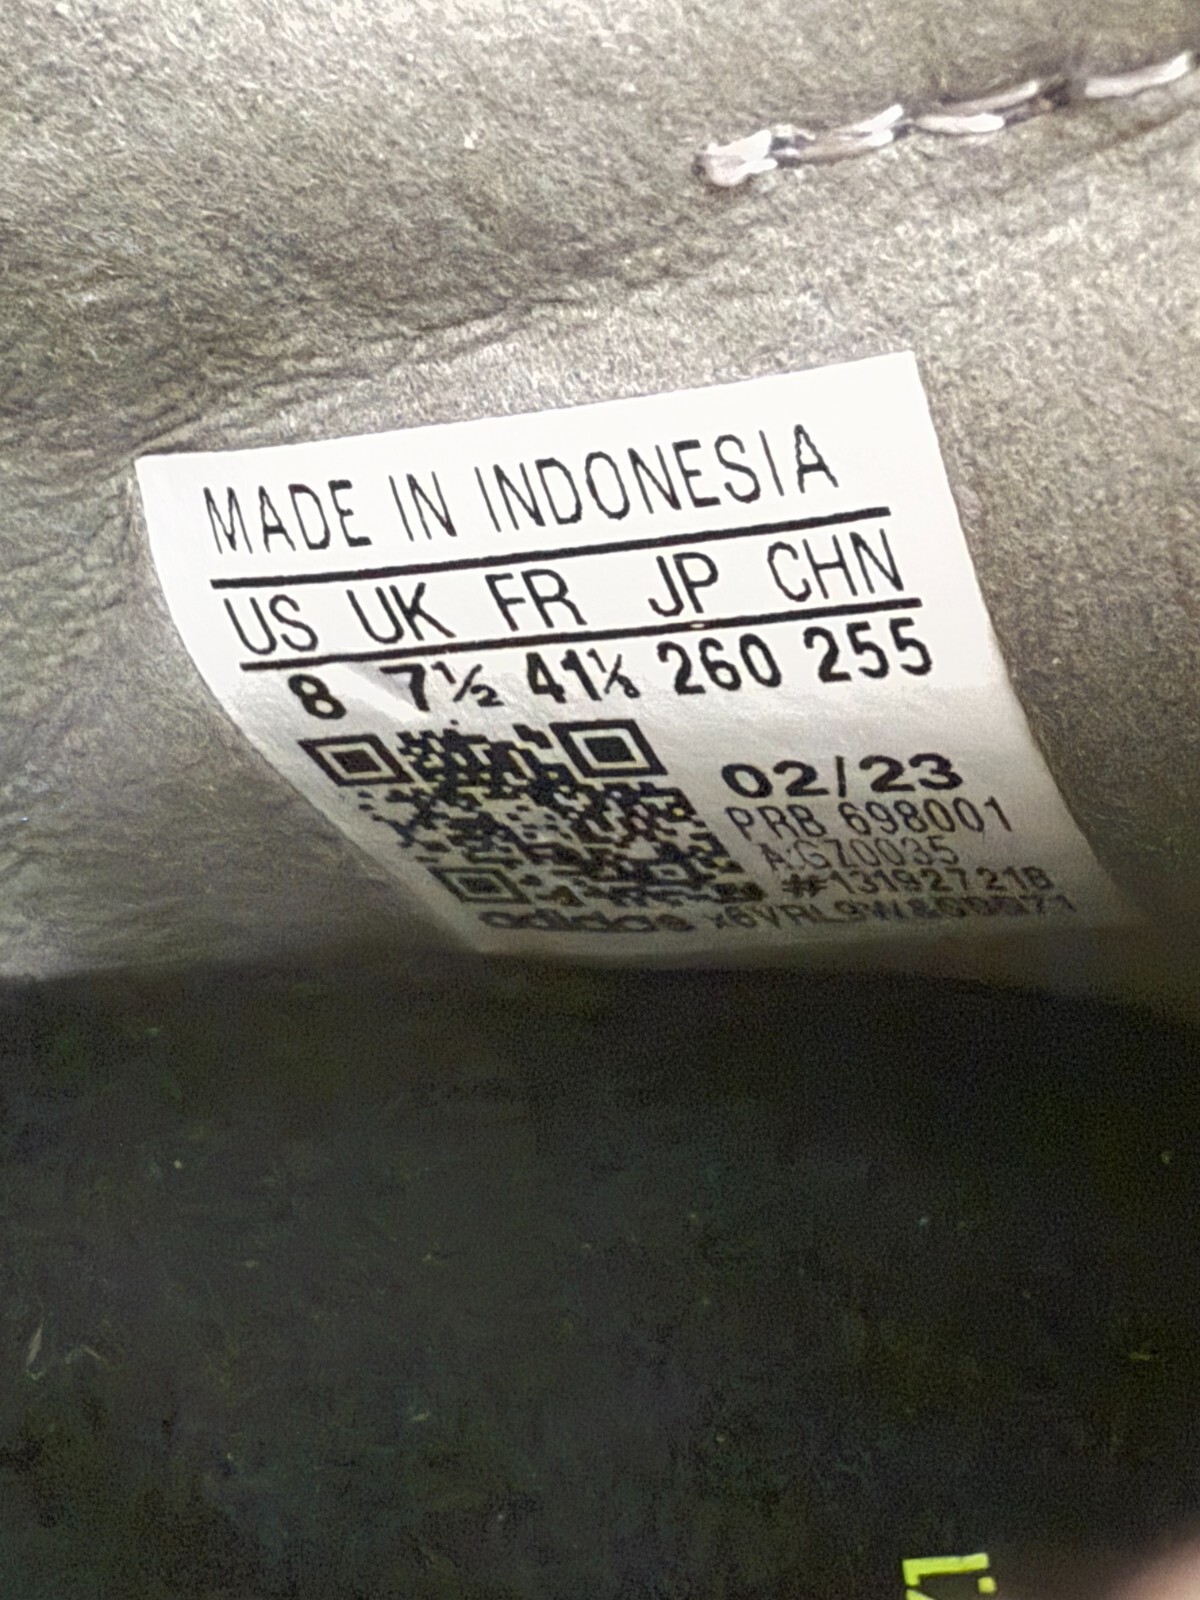 MADE IN INDONESIA
US UK FR JP CHN
8 7½ 41⅓ 260 255
02/23
PRB 698001
AGZ0035
#131927218
adidas